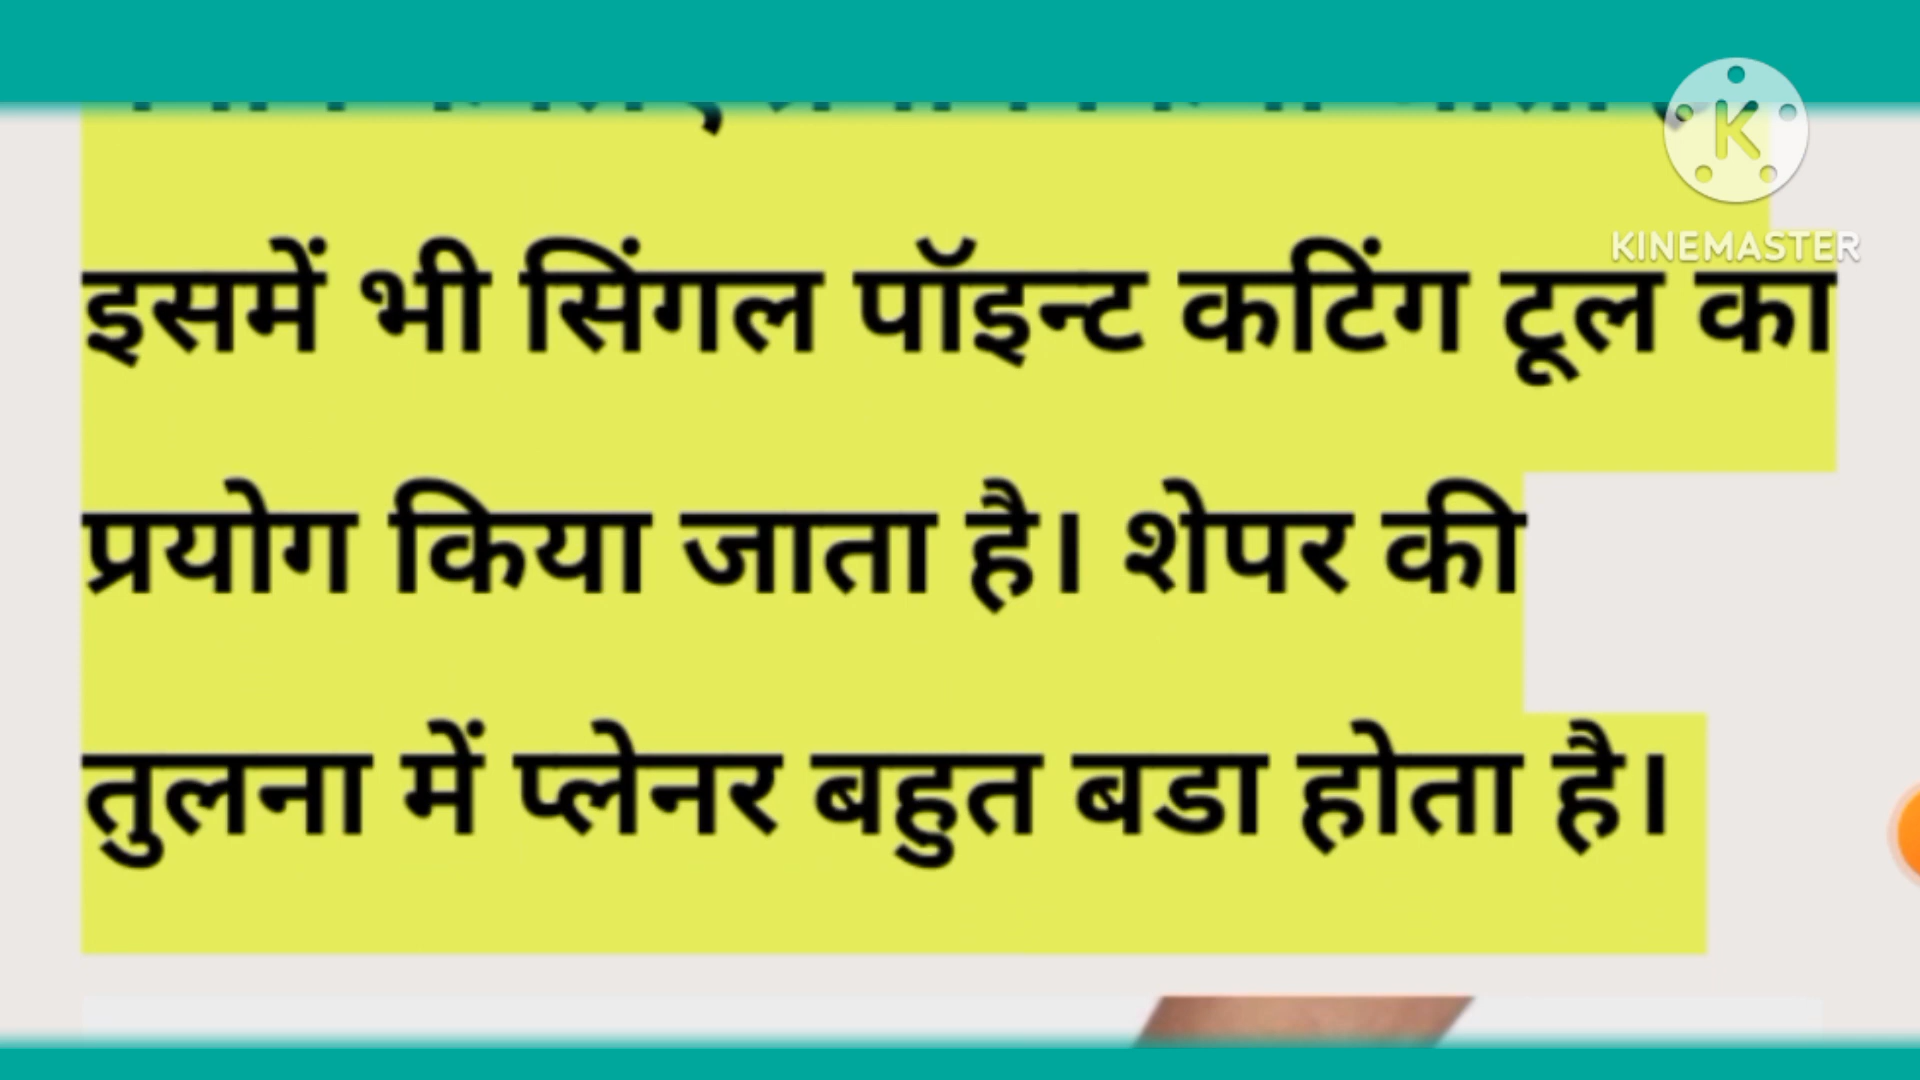 KINEMASTER
इसमें भी सिंगल पॉइन्ट कटिंग टूल का
प्रयोग किया जाता है। शेपर की
तुलना में प्लेनर बहुत बडा होता है।